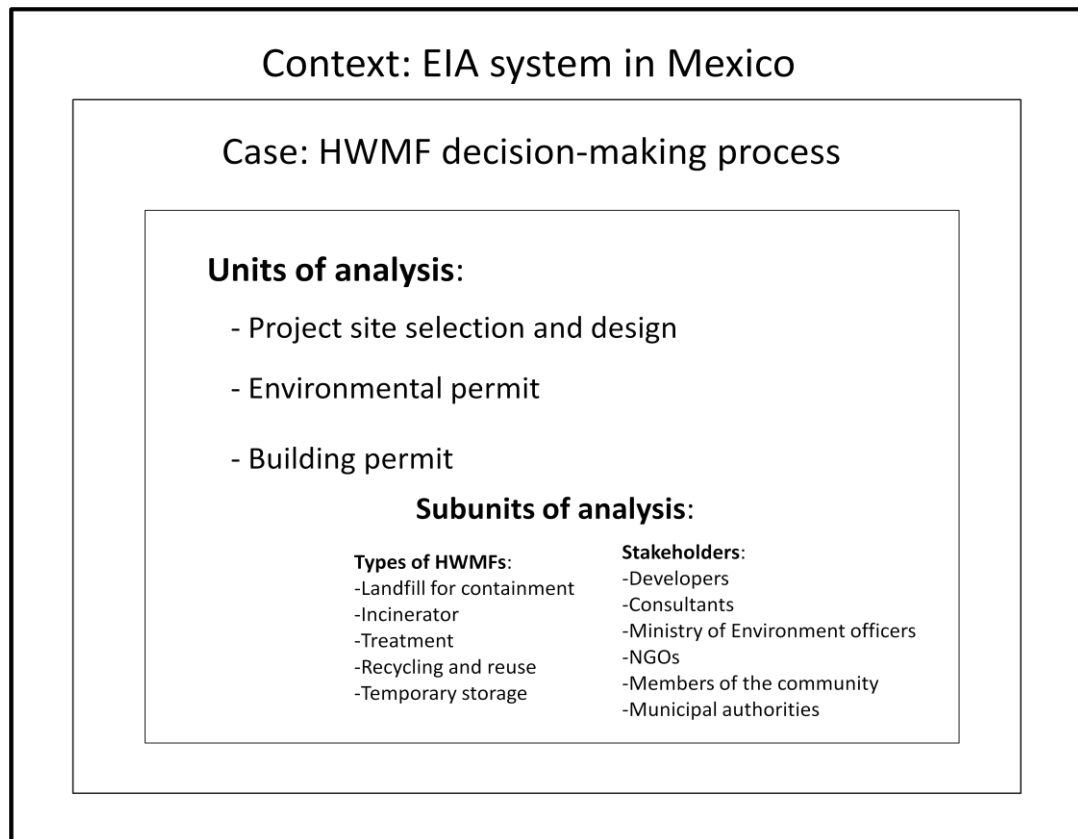 Context: EIA system in Mexico
Case: HWMF decision-making process
Units of analysis:
- Project site selection and design
- Environmental permit
- Building permit
Subunits of analysis:
Types of HWMFs:
-Landfill for containment
-Incinerator
-Treatment
-Recycling and reuse
-Temporary storage
Stakeholders:
-Developers
-Consultants
-Ministry of Environment officers
-NGOs
-Members of the community
-Municipal authorities